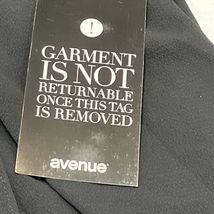 !
GARMENT
IS NOT
RETURNABLE
ONCE THIS TAG
IS REMOVED
avenue